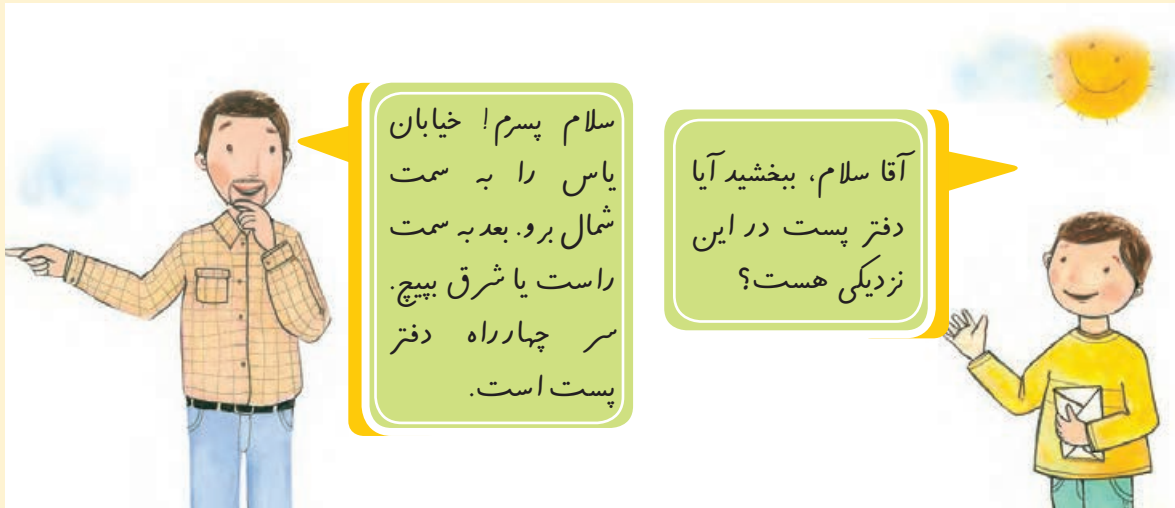 آقا سلام، ببخشید آیا
دفتر پست در این
نزدیکی هست؟
سلام پسرم! خیابان
یاس را به سمت
شمال برو. بعد به سمت
راست یا شرق بپیچ.
سر چهارراه دفتر
پست است.